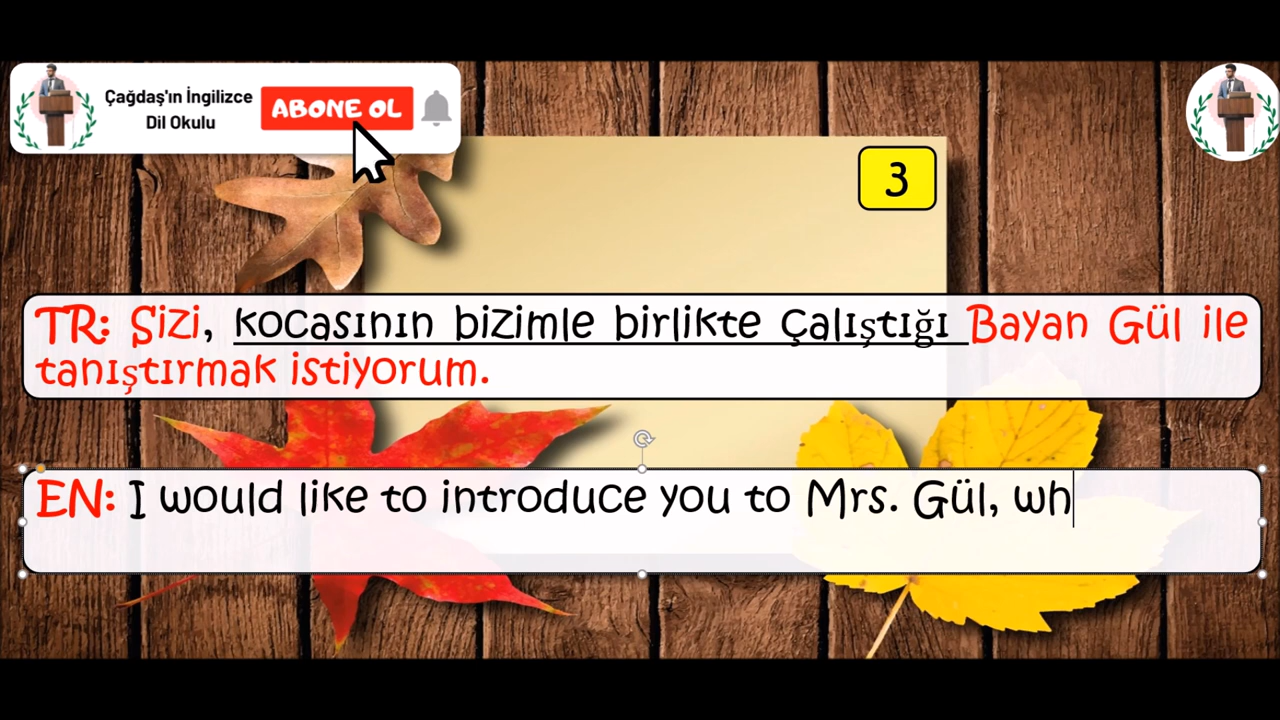 Çağdaş'ın İngilizce
Dil Okulu
ABONE OL
3
TR: Sizi, kocasının bizimle birlikte çalıştığı Bayan Gül ile
tanıştırmak istiyorum.
EN: I would like to introduce you to Mrs. Gül, wh